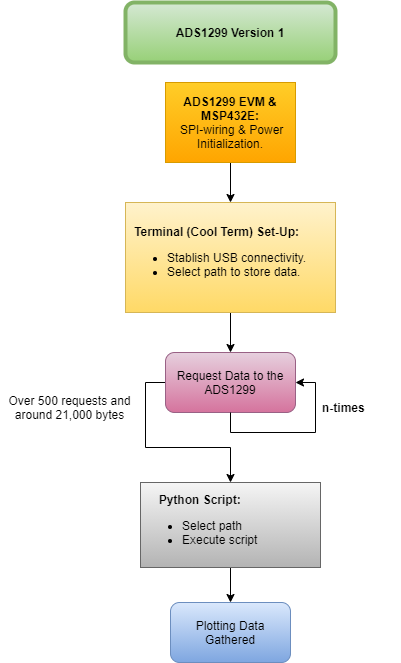 ADS1299 Version 1
ADS1299 EVM &
MSP432E:
SPI-wiring & Power
Initialization.
Terminal (Cool Term) Set-Up:
• Stablish USB connectivity.
• Select path to store data.
Request Data to the
ADS1299
Over 500 requests and
around 21,000 bytes
n-times
Python Script:
• Select path
• Execute script
Plotting Data
Gathered